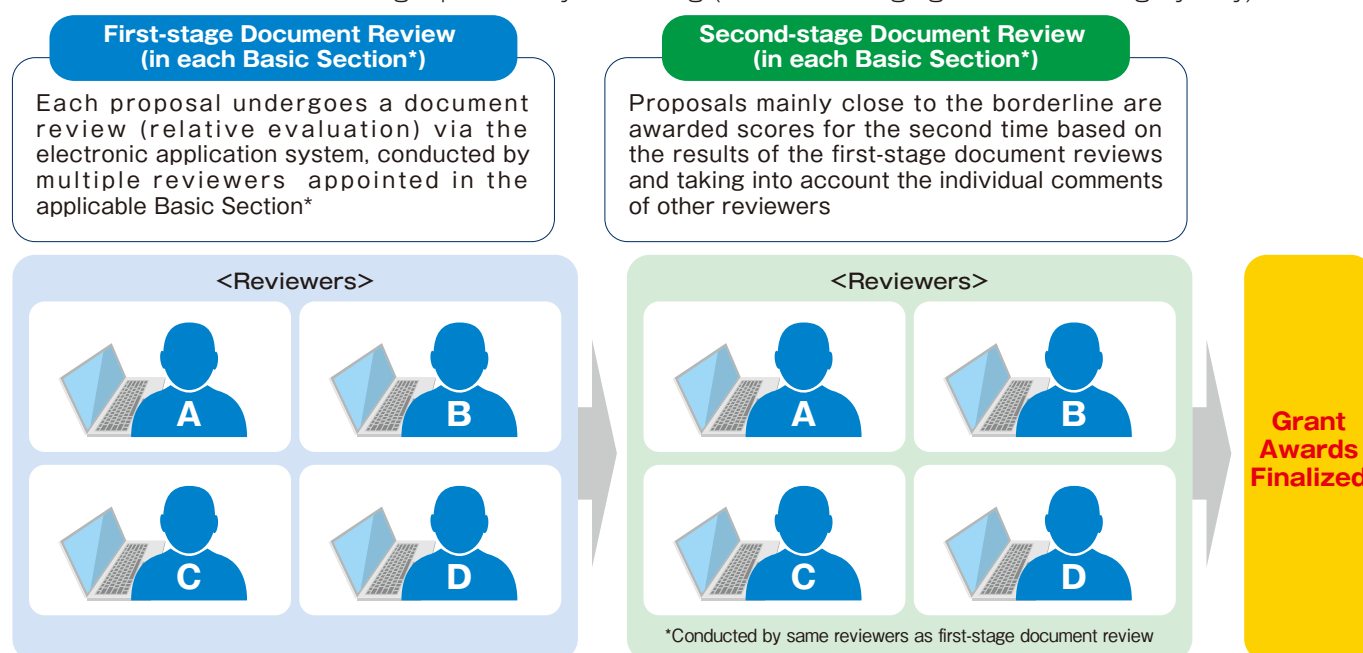 First-stage Document Review
(in each Basic Section*)
Each proposal undergoes a document
review (relative evaluation) via the
electronic application system, conducted by
multiple reviewers appointed in the
applicable Basic Section*
Second-stage Document Review
(in each Basic Section*)
Proposals mainly close to the borderline are
awarded scores for the second time based on
the results of the first-stage document reviews
and taking into account the individual comments
of other reviewers
<Reviewers>
A
B
C
D
<Reviewers>
A
B
C
D
*Conducted by same reviewers as first-stage document review
Grant
Awards
Finalized